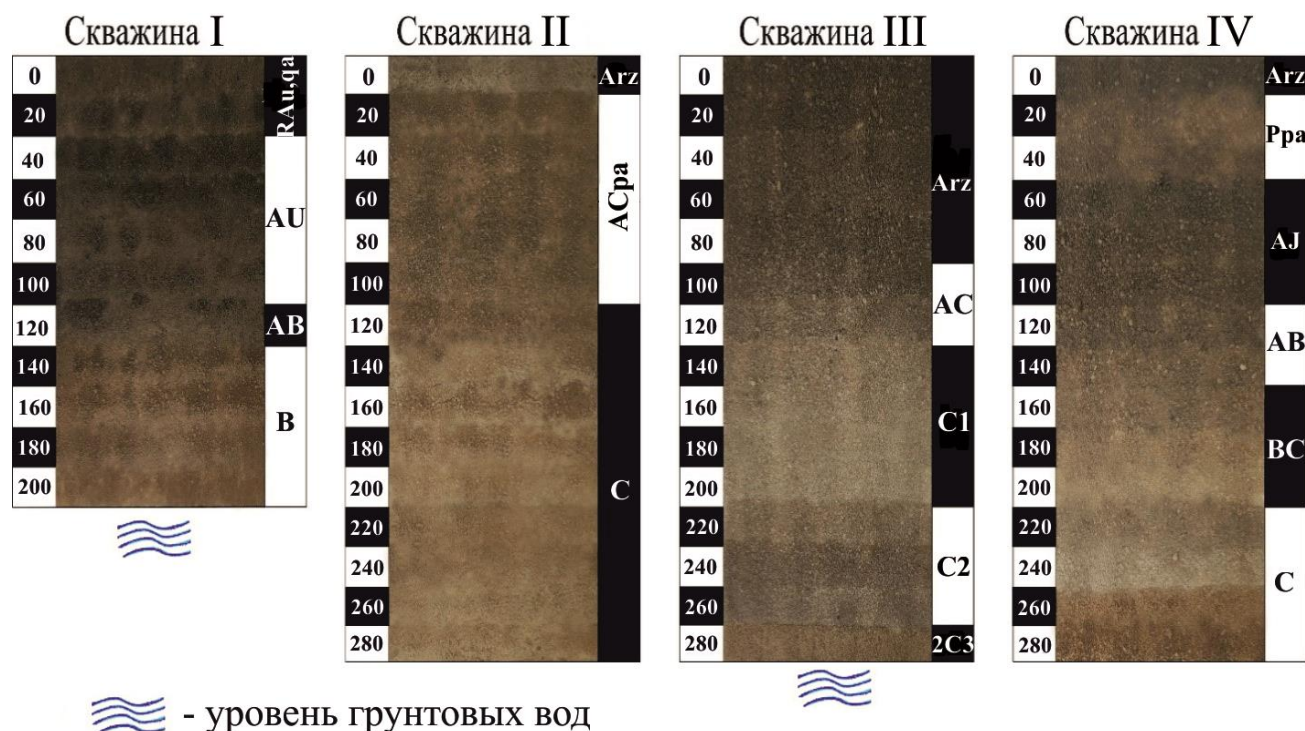 Скважина I
0
20
40
60
80
100
120
140
160
180
200
RAu,qa
AU
AB
B
Скважина II
0
20
40
60
80
100
120
140
160
180
200
220
240
260
280
Arz
ACpa
C
Скважина III
0
20
40
60
80
100
120
140
160
180
200
220
240
260
280
Arz
AC
C1
C2
2C3
Скважина IV
0
20
40
60
80
100
120
140
160
180
200
220
240
260
280
Arz
Ppa
AJ
AB
BC
C
- уровень грунтовых вод